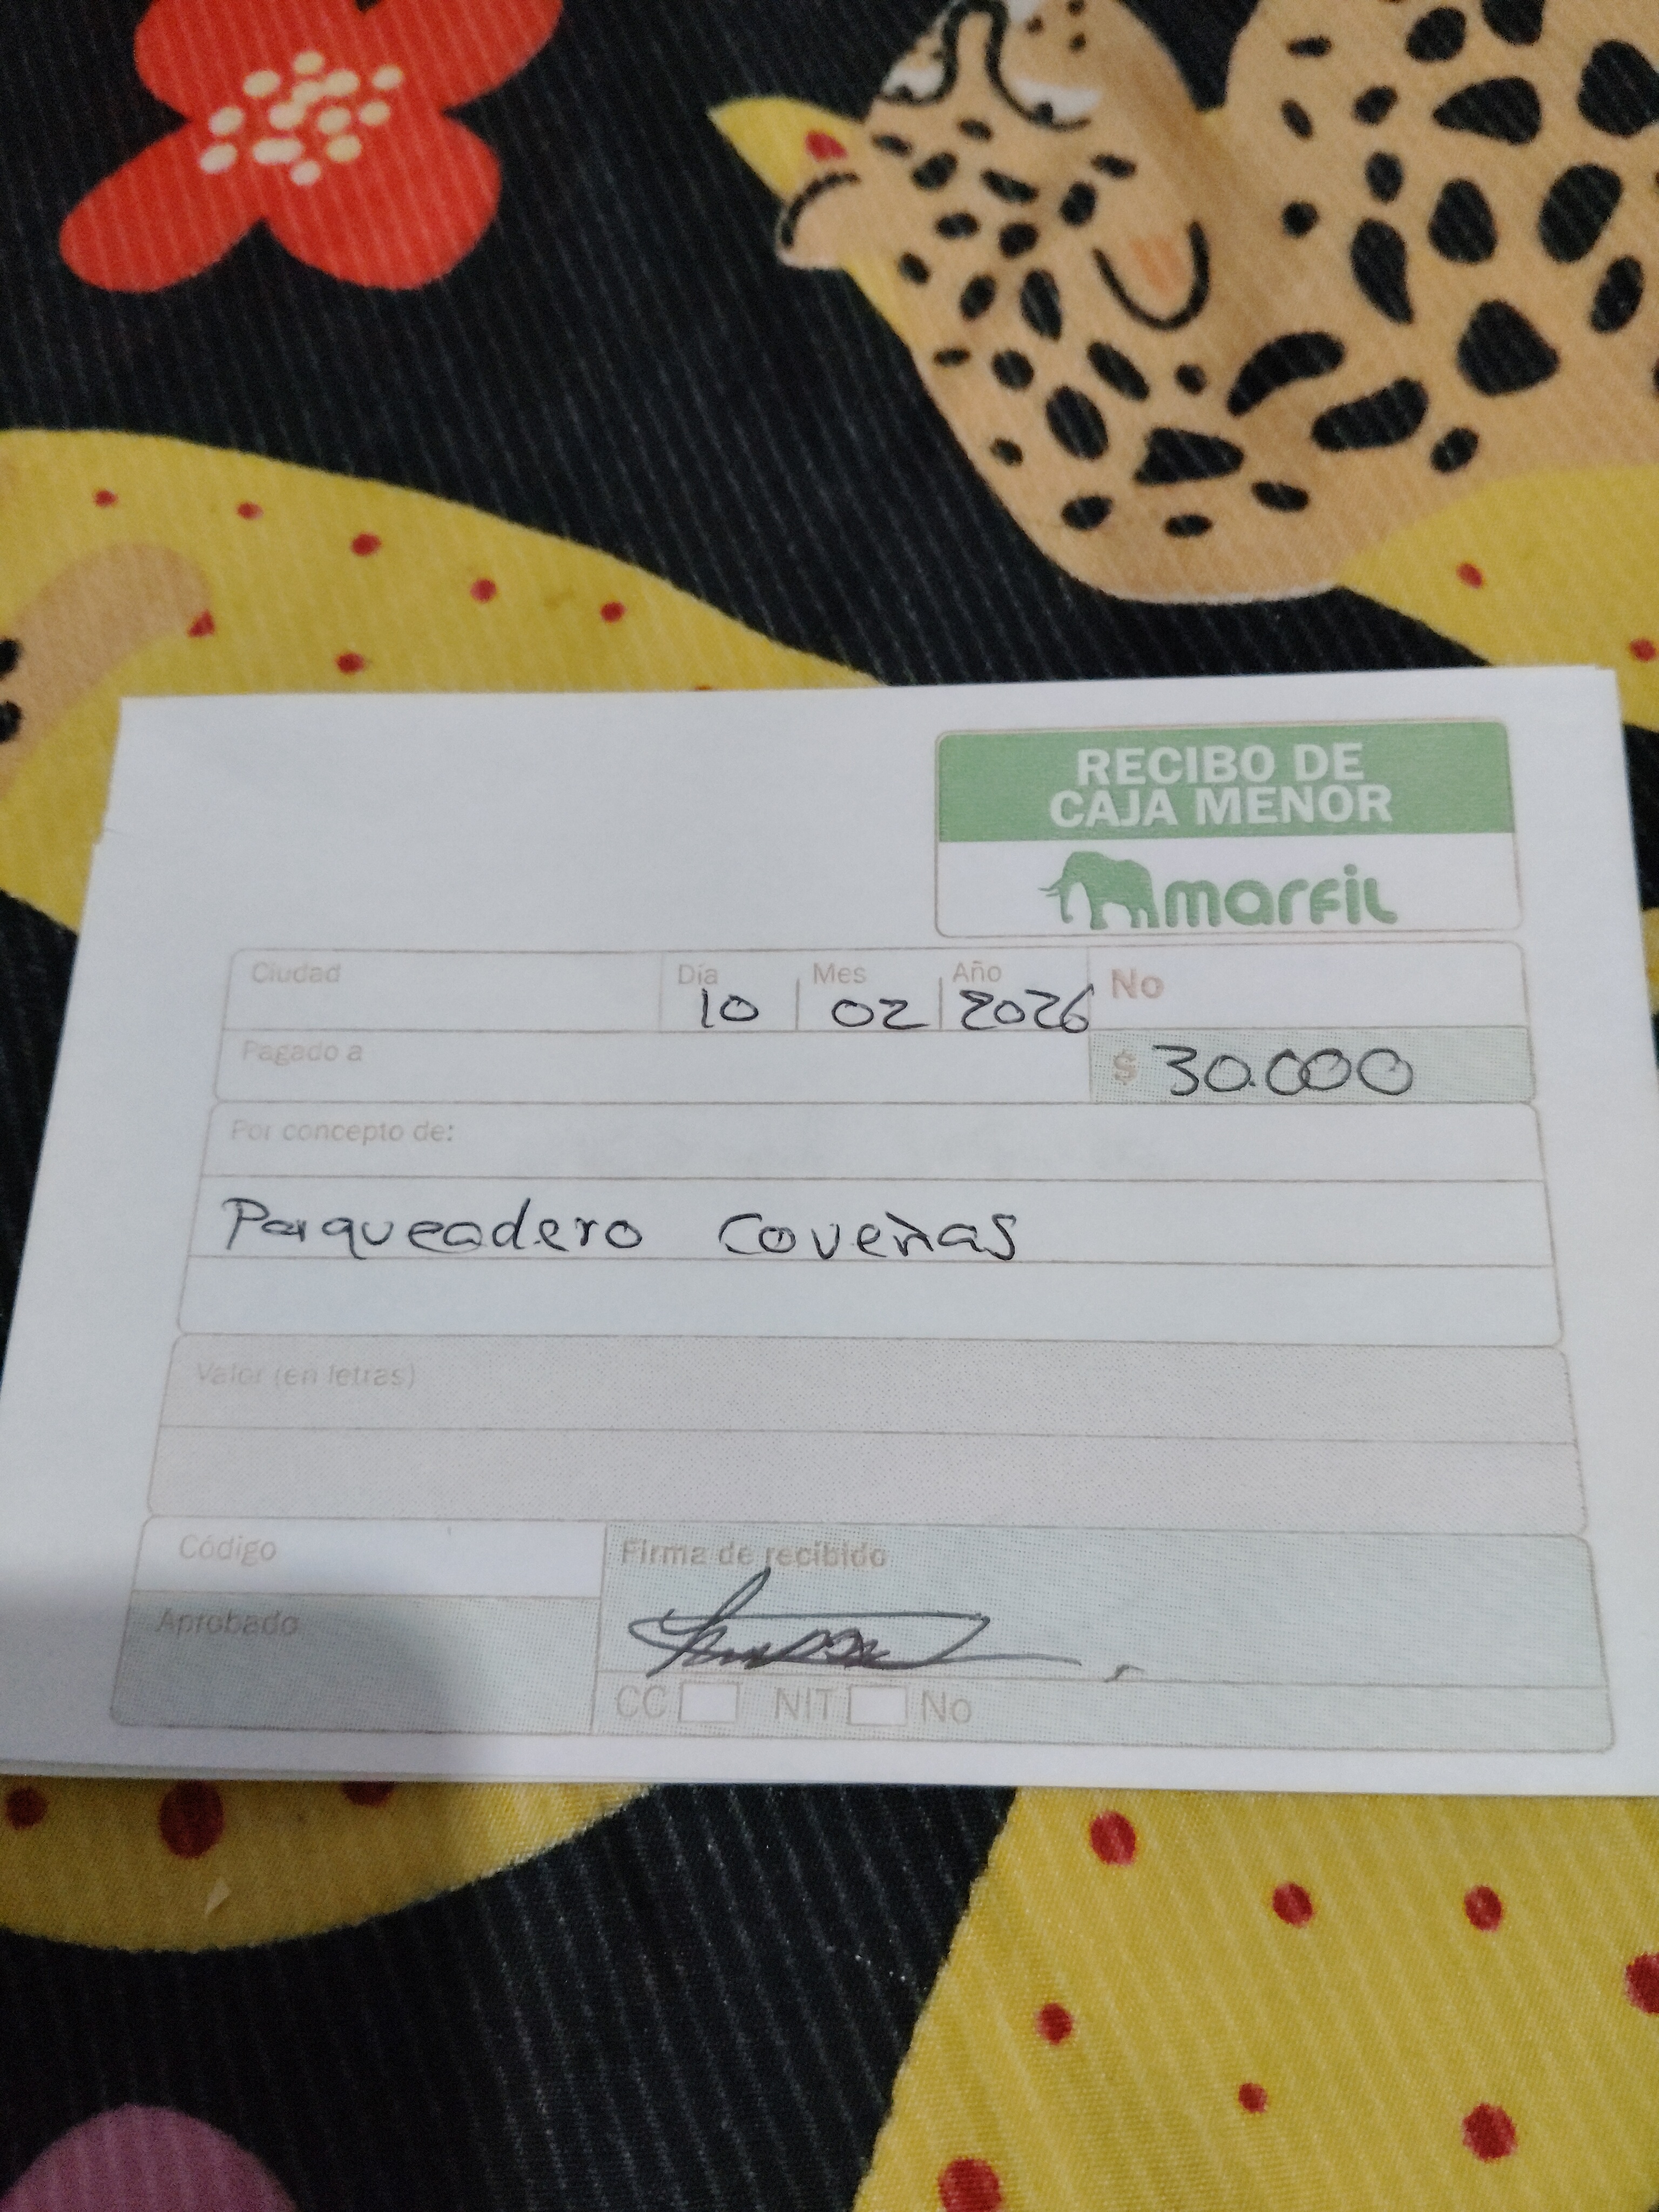 RECIBO DE
CAJA MENOR
marfil
Ciudad Día Mes Año No
10 02 2026
Pagado a $ 30.000
Por concepto de:
Parqueadero Coveñas
Valor (en letras)
Código Firma de recibido
Aprobado
CC NIT No